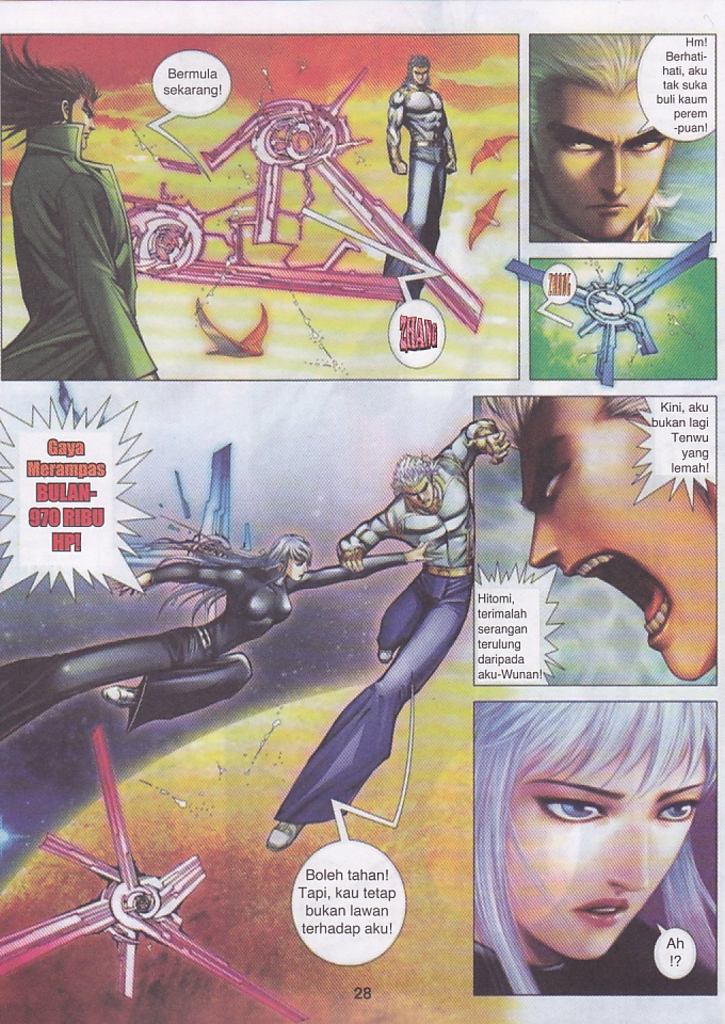 Bermula
sekarang!
ZHANG
Hm!
Berhati-
hati, aku
tak suka
buli kaum
perem
-puan!
ZHANG
Gaya
Merampas
BULAN-
970 RIBU
HP!
Kini, aku
bukan lagi
Tenwu
yang
lemah!
Hitomi,
terimalah
serangan
terulung
daripada
aku-Wunan!
Boleh tahan!
Tapi, kau tetap
bukan lawan
terhadap aku!
Ah
!?
28